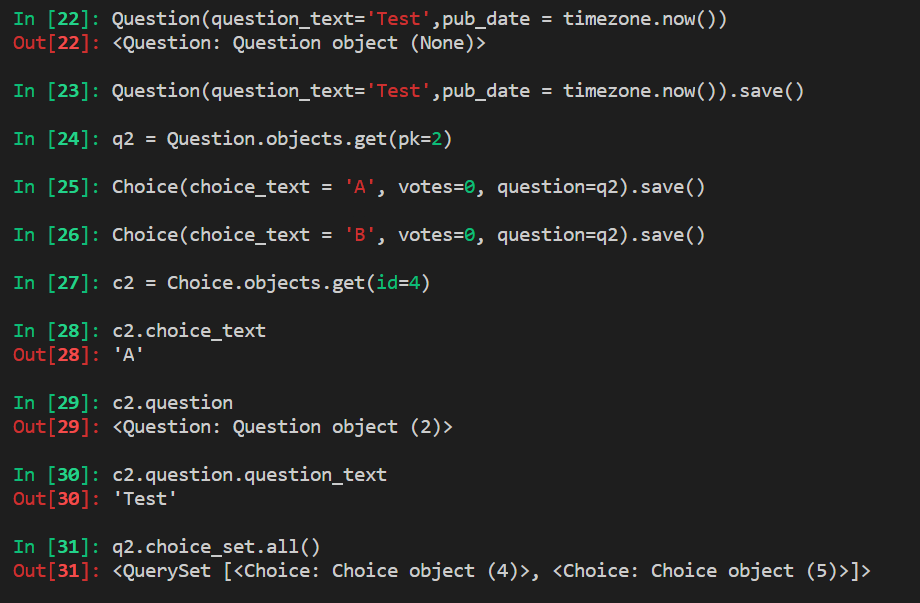 In [22]: Question(question_text='Test',pub_date = timezone.now())
Out[22]: <Question: Question object (None)>
In [23]: Question(question_text='Test',pub_date = timezone.now()).save()
In [24]: q2 = Question.objects.get(pk=2)
In [25]: Choice(choice_text = 'A', votes=0, question=q2).save()
In [26]: Choice(choice_text = 'B', votes=0, question=q2).save()
In [27]: c2 = Choice.objects.get(id=4)
In [28]: c2.choice_text
Out[28]: 'A'
In [29]: c2.question
Out[29]: <Question: Question object (2)>
In [30]: c2.question.question_text
Out[30]: 'Test'
In [31]: q2.choice_set.all()
Out[31]: <QuerySet [<Choice: Choice object (4)>, <Choice: Choice object (5)>]>